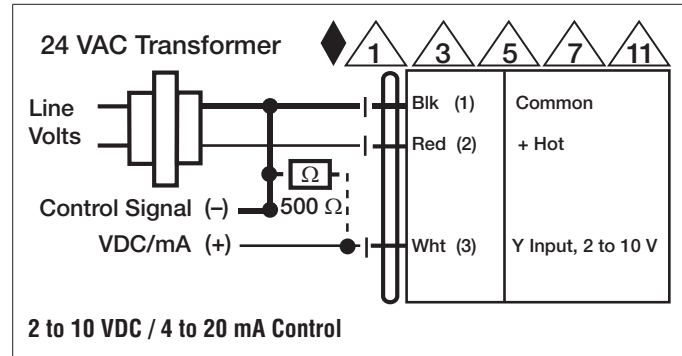 24 VAC Transformer
1 3 5 7 11
Line
Volts
Blk (1) Common
Red (2) + Hot
Ω
Control Signal (–) 500 Ω
VDC/mA (+)
Wht (3) Y Input, 2 to 10 V
2 to 10 VDC / 4 to 20 mA Control